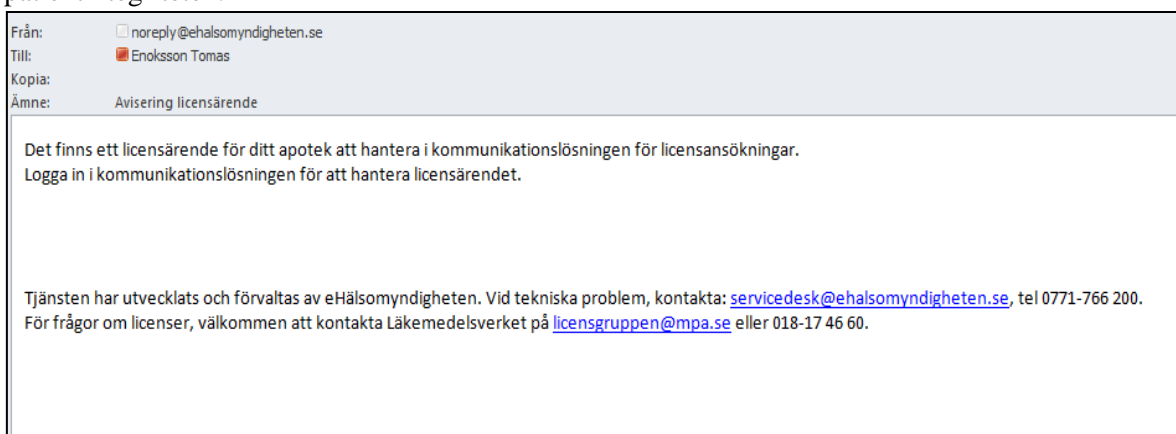 Från: noreply@ehalsomyndigheten.se
Till: Enoksson Tomas
Kopia:
Ämne: Avisering licensärende
Det finns ett licensärende för ditt apotek att hantera i kommunikationslösningen för licensansökningar.
Logga in i kommunikationslösningen för att hantera licensärendet.
Tjänsten har utvecklats och förvaltas av eHälsomyndigheten. Vid tekniska problem, kontakta: servicedesk@ehalsomyndigheten.se, tel 0771-766 200.
För frågor om licenser, välkommen att kontakta Läkemedelsverket på licensgruppen@mpa.se eller 018-17 46 60.